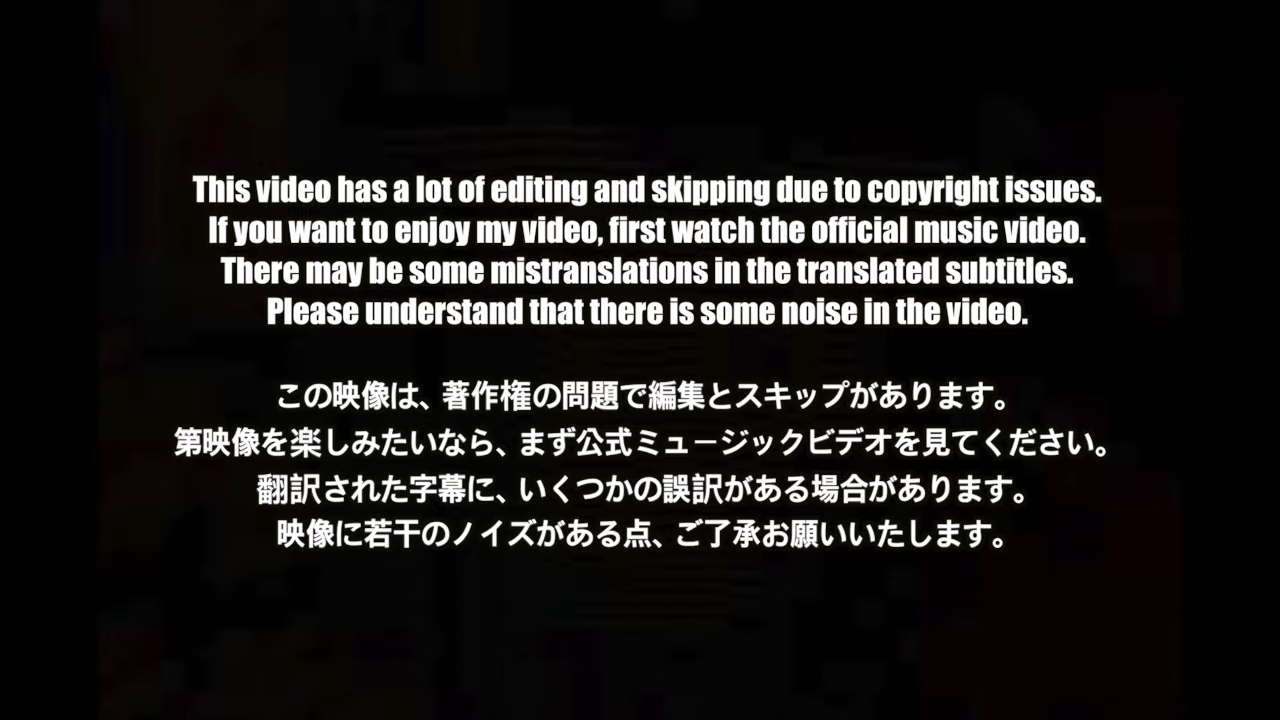 This video has a lot of editing and skipping due to copyright issues.
If you want to enjoy my video, first watch the official music video.
There may be some mistranslations in the translated subtitles.
Please understand that there is some noise in the video.
この映像は、著作権の問題で編集とスキップがあります。
第映像を楽しみたいなら、まず公式ミュージックビデオを見てください。
翻訳された字幕に、いくつかの誤訳がある場合があります。
映像に若干のノイズがある点、ご了承お願いいたします。